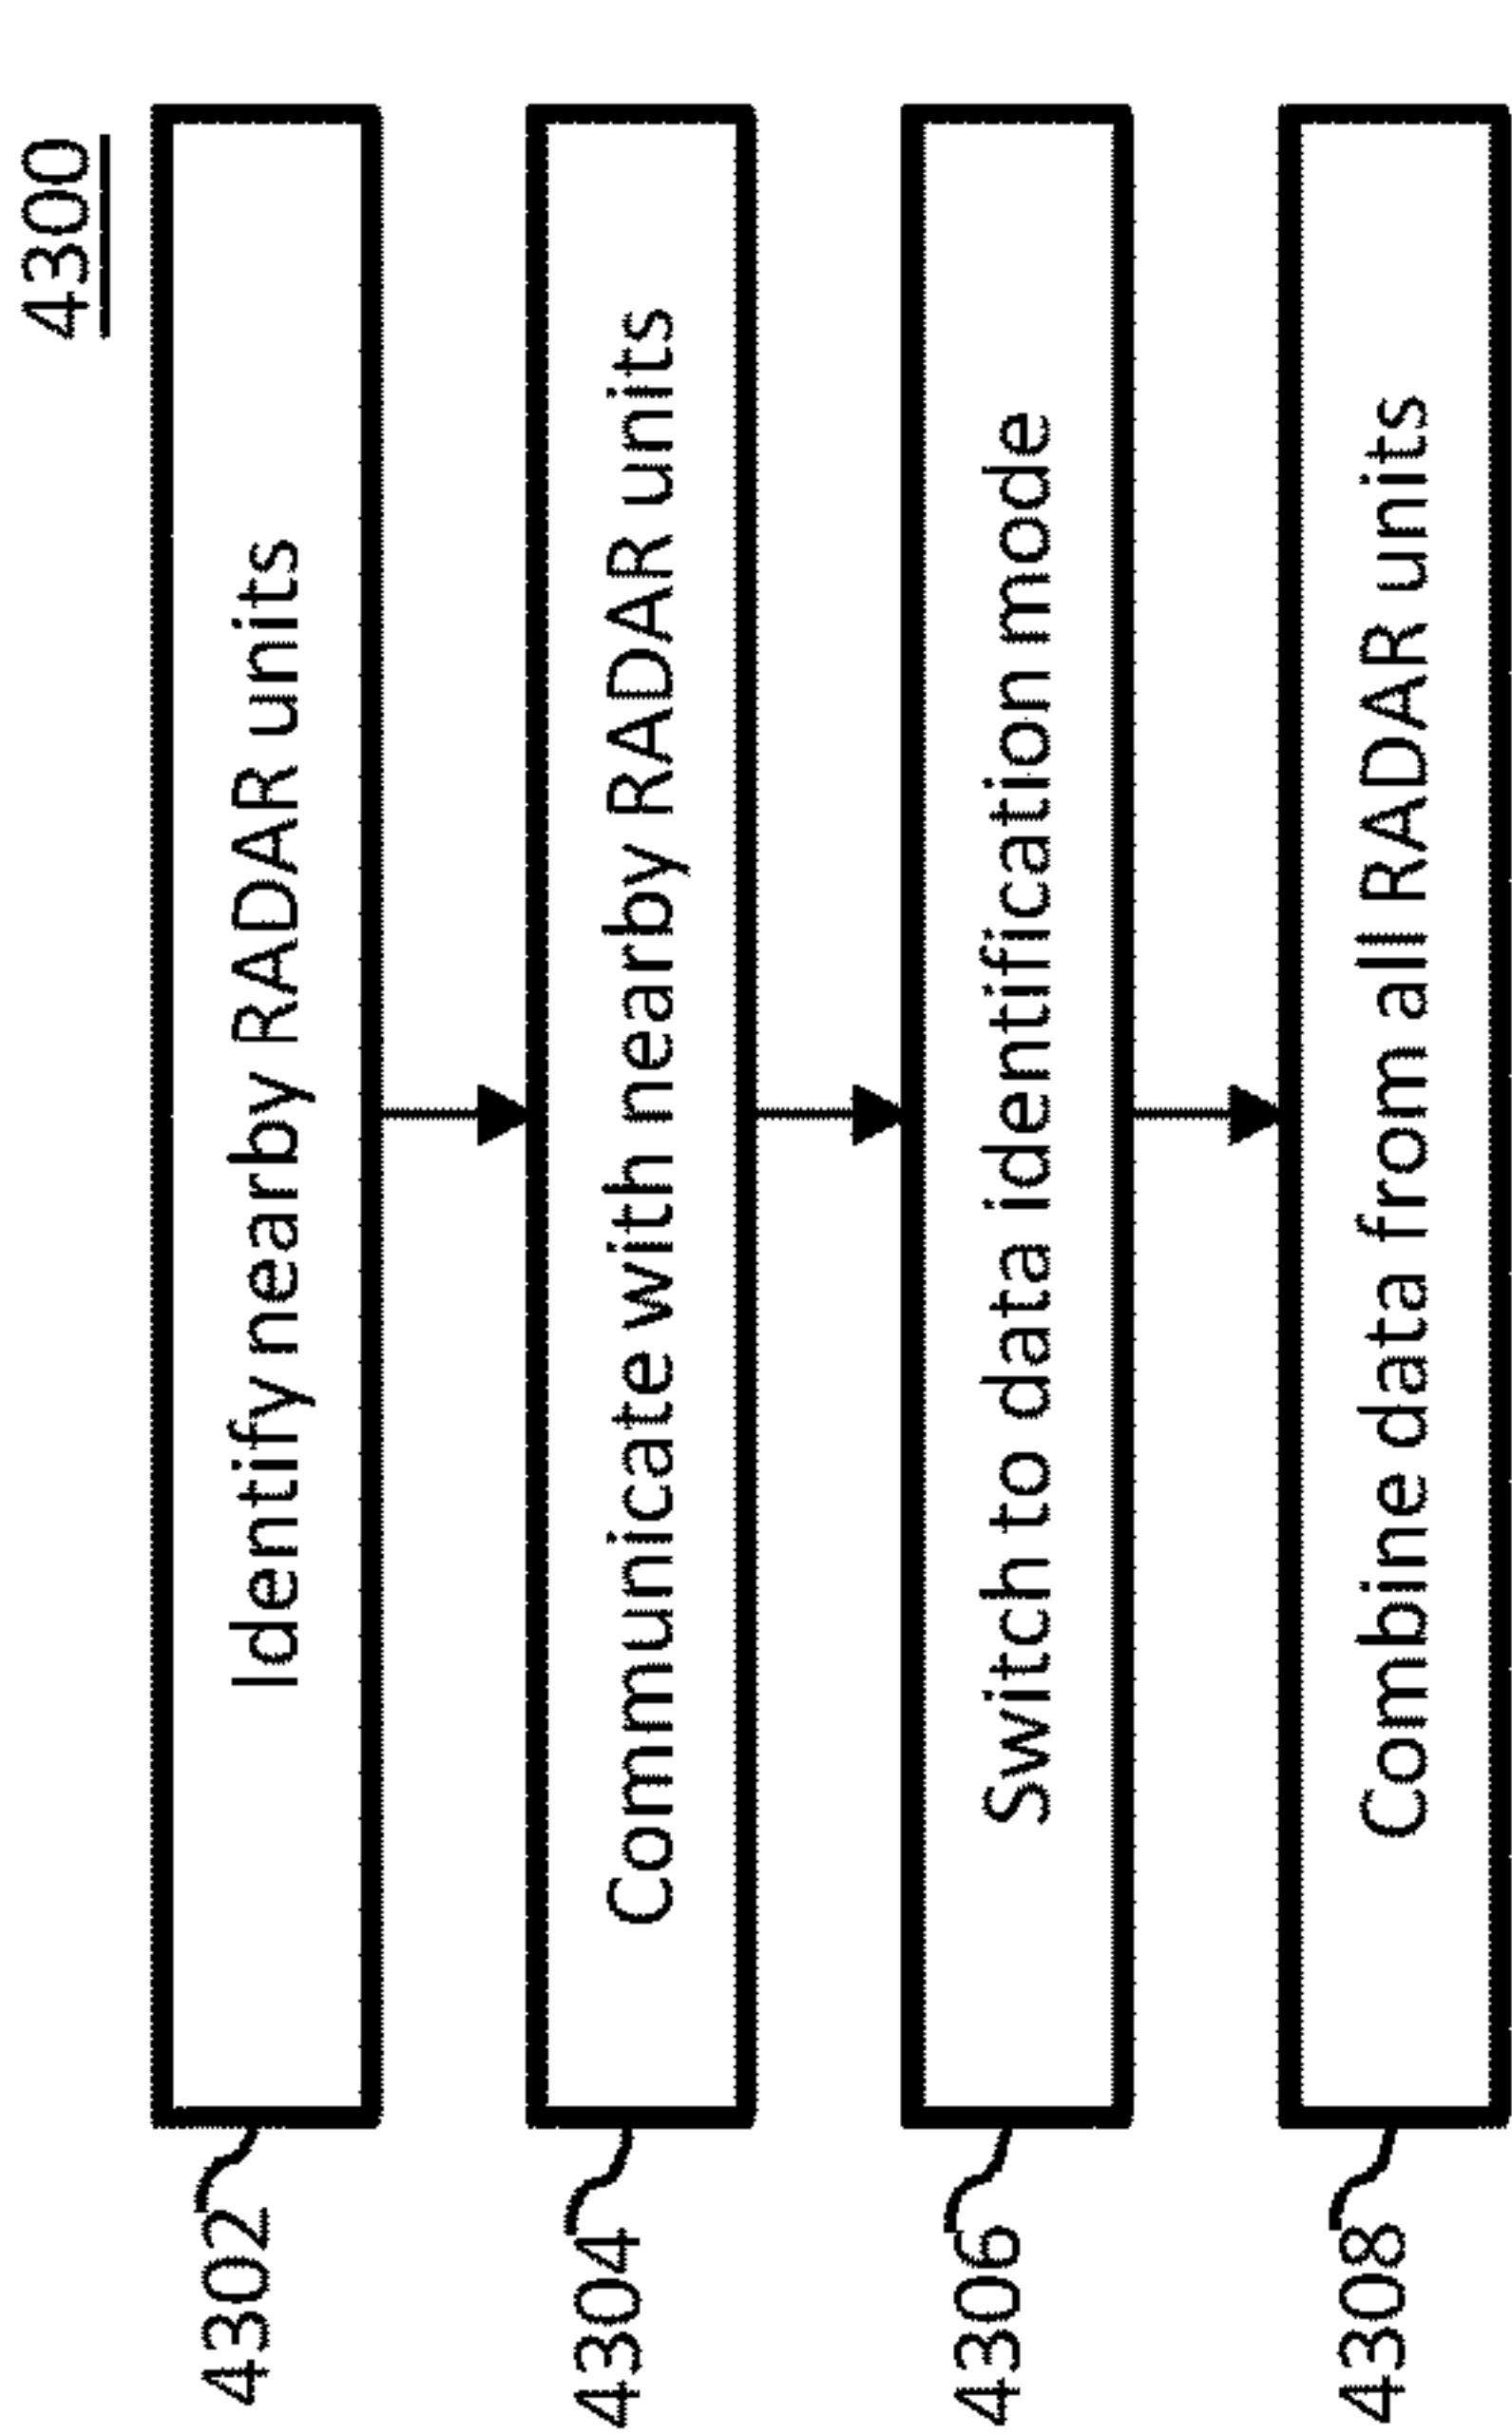 4300
4302
Identify nearby RADAR units
4304
Communicate with nearby RADAR units
4306
Switch to data identification mode
4308
Combine data from all RADAR units